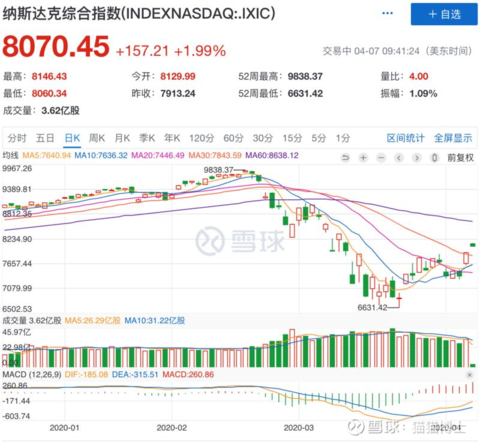 纳斯达克综合指数(INDEXNASDAQ:.IXIC)
... + 自选
8070.45 +157.21 +1.99% 交易中 04-07 09:41:24 (美东时间)
最高: 8146.43 今开: 8129.99 52周最高: 9838.37 量比: 4.00
最低: 8060.34 昨收: 7913.24 52周最低: 6631.42 振幅: 1.09%
成交量: 3.62亿股
分时 五日 日K 周K 月K 季K 年K 120分 60分 30分 15分 5分 1分 区间统计 全屏显示
均线 MA5:7640.94 MA10:7636.32 MA20:7446.49 MA30:7843.59 MA60:8638.12 前复权
9967.26
9838.37
9389.81
8812.36
8234.90
雪球
7657.44
7079.99
6631.42
6502.53
成交量 3.62亿股 MA5:26.29亿股 MA10:31.22亿股
45.97亿
22.98亿
0.00
MACD (12,26,9) DIF:-185.08 DEA:-315.51 MACD:260.86
260.86
-171.44
-603.74
2020-01 2020-02 2020-03 2020-04
雪球